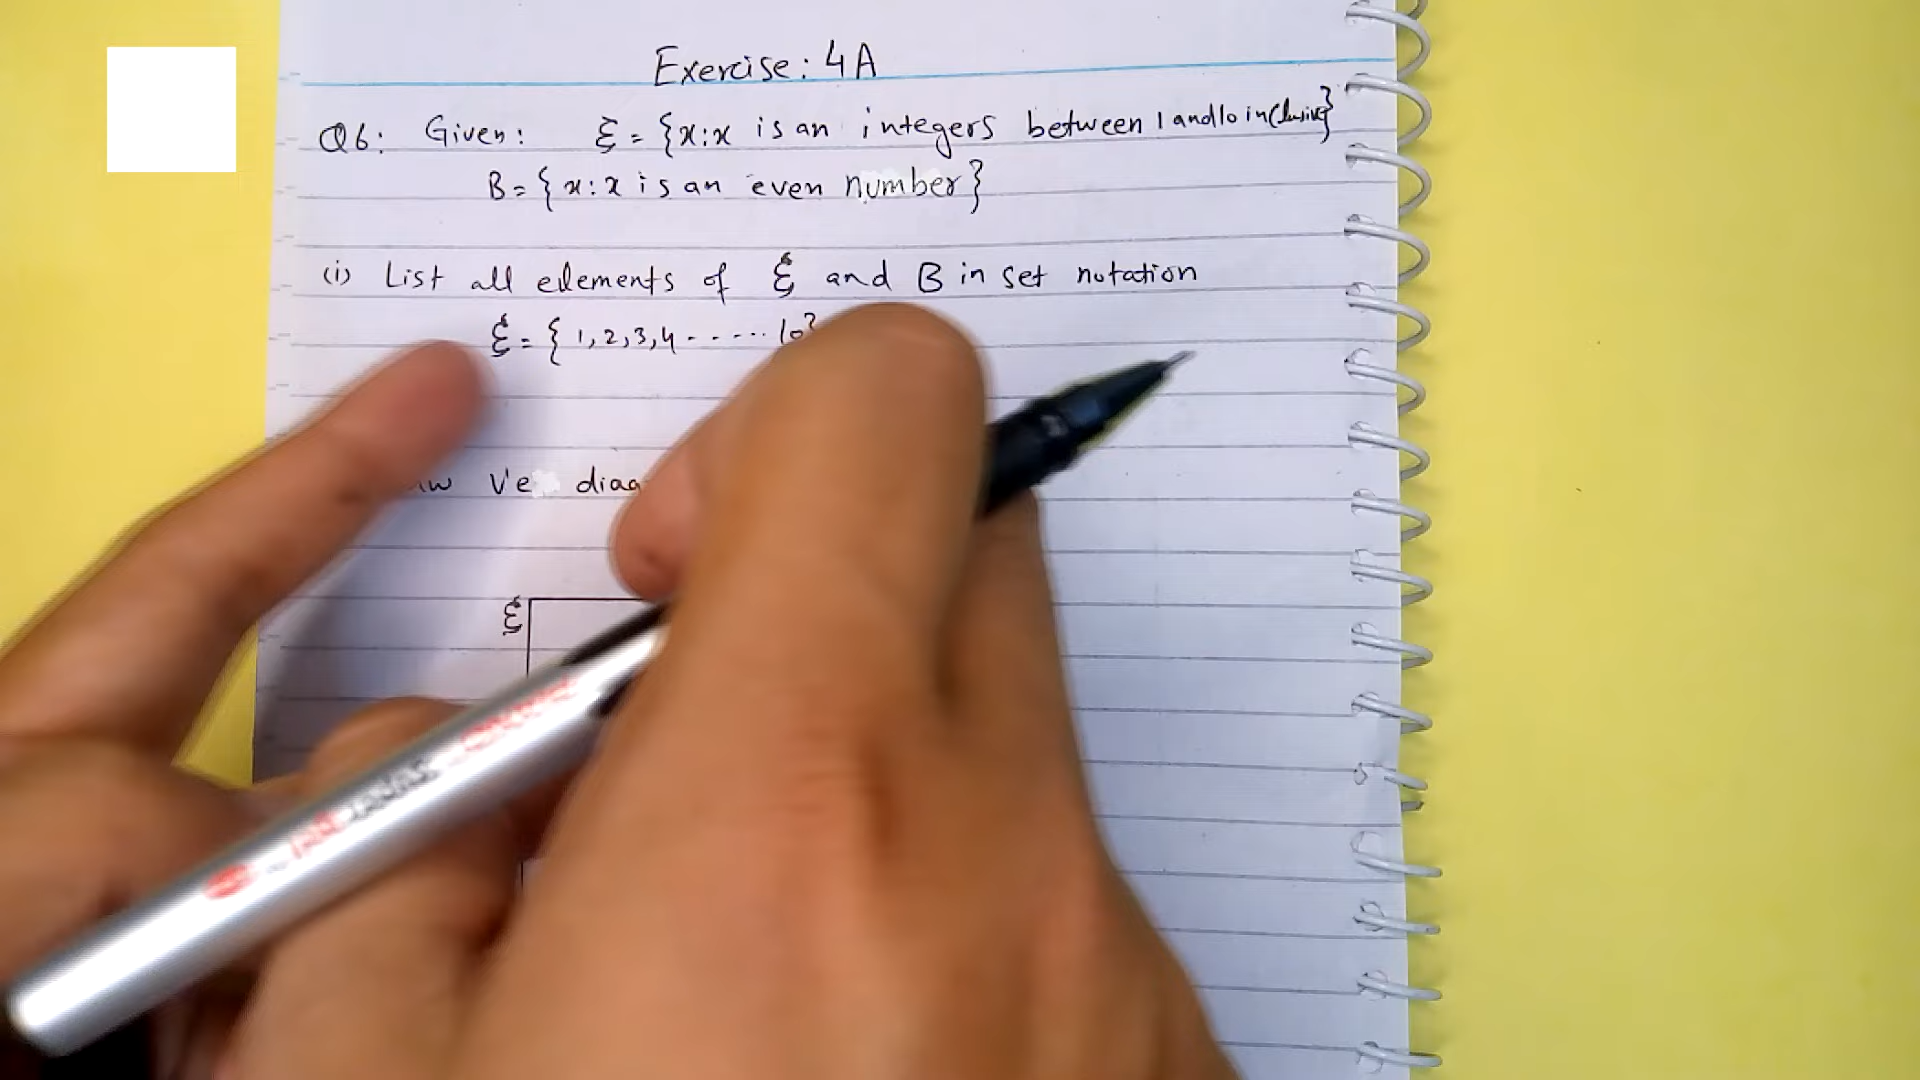 Exercise: 4A
Q6: Given: ξ = {x:x is an integers between 1 and 10 inclusive}
B = {x:x is an even number}
(i) List all elements of ξ and B in set notation
ξ = { 1,2,3,4 - - - - ... 10}
V'e diag
ξ